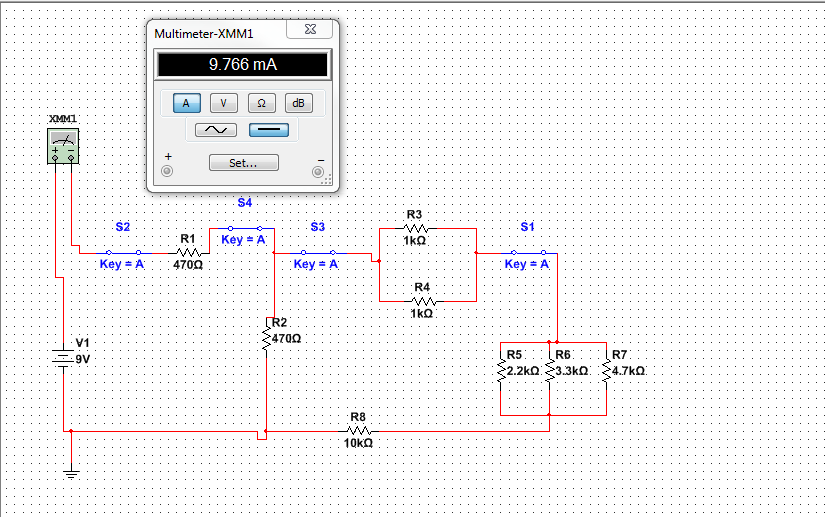 Multimeter-XMM1
9.766 mA
A V Ω dB
+ −
Set...
XMM1
+ -
S4
S2
R1
Key = A
S3
R3
S1
Key = A
470Ω
Key = A
1kΩ
Key = A
R4
1kΩ
R2
470Ω
V1
9V
R5 R6 R7
2.2kΩ 3.3kΩ 4.7kΩ
R8
10kΩ